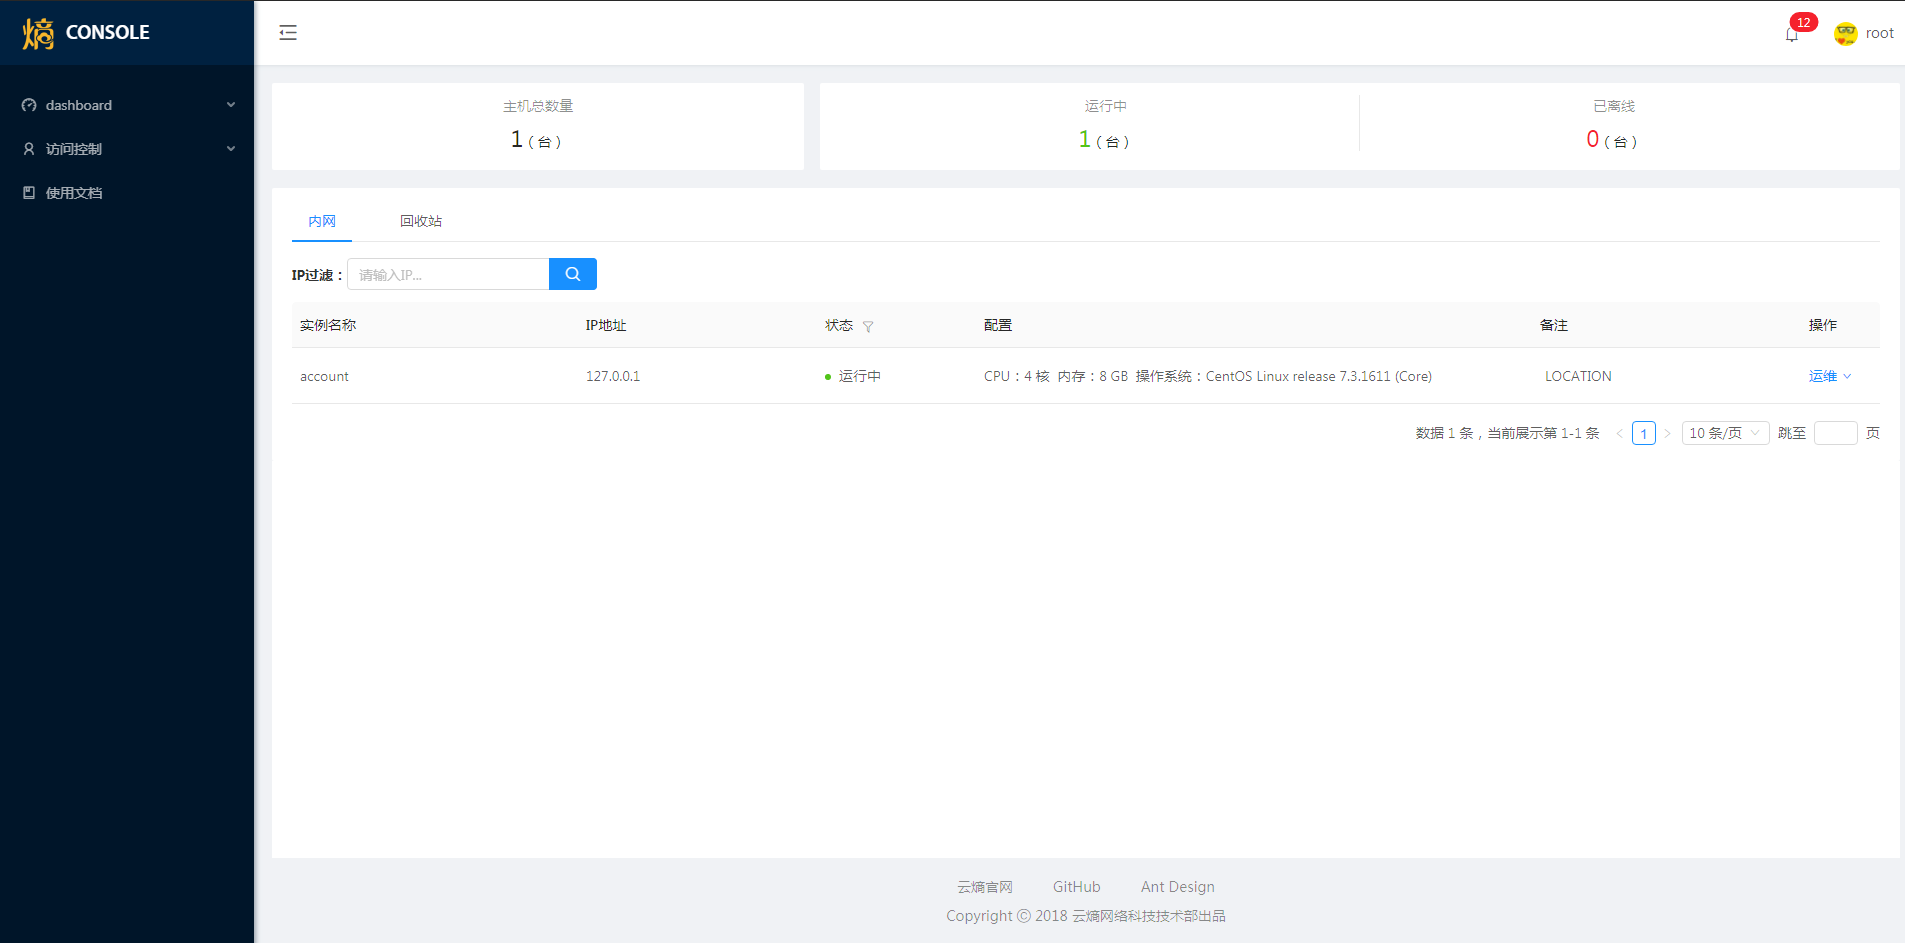 熵 CONSOLE
12
root
dashboard
访问控制
使用文档
主机总数量
1 ( 台 )
运行中
1 ( 台 )
已离线
0 ( 台 )
内网 回收站
IP过滤： 请输入IP...
实例名称 IP地址 状态 配置 备注 操作
account 127.0.0.1 运行中 CPU：4 核 内存：8 GB 操作系统：CentOS Linux release 7.3.1611 (Core) LOCATION 运维
数据 1 条，当前展示第 1-1 条 1 10 条/页 跳至 页
云熵官网 GitHub Ant Design
Copyright © 2018 云熵网络科技技术部出品